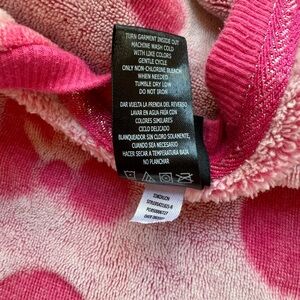 TURN GARMENT INSIDE OUT
MACHINE WASH COLD
WITH LIKE COLORS
GENTLE CYCLE
ONLY NON-CHLORINE BLEACH
WHEN NEEDED
TUMBLE DRY LOW
DO NOT IRON
DAR VUELTA LA PRENDA DEL REVERSO
LAVAR EN AGUA FRÍA CON
COLORES SIMILARES
CICLO DELICADO
BLANQUEADOR SIN CLORO SOLAMENTE,
CUANDO SEA NECESARIO
HACER SECAR A TEMPERATURA BAJA
NO PLANCHAR